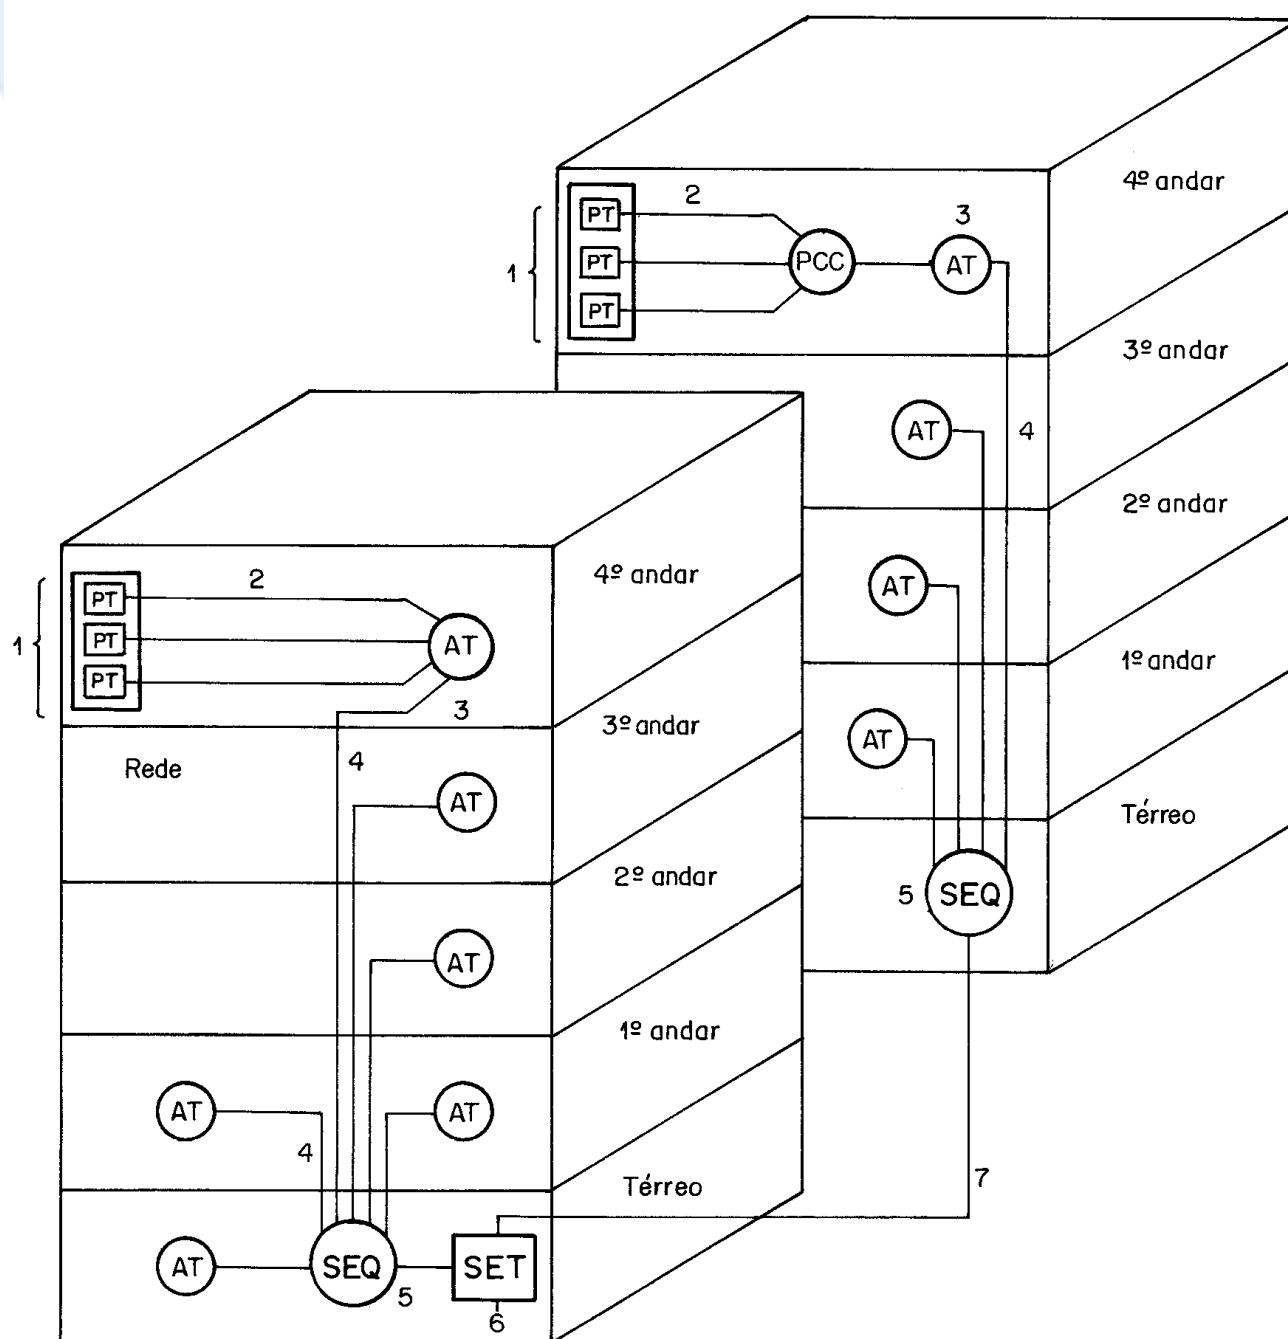 4º andar
2
3
PT
PT
PT
1
PCC
AT
3º andar
AT
4
2º andar
AT
1º andar
AT
Térreo
5
SEQ
7
4º andar
2
1
PT
PT
PT
AT
3
3º andar
Rede
4
AT
2º andar
AT
1º andar
AT
AT
4
Térreo
AT
SEQ
5
SET
6